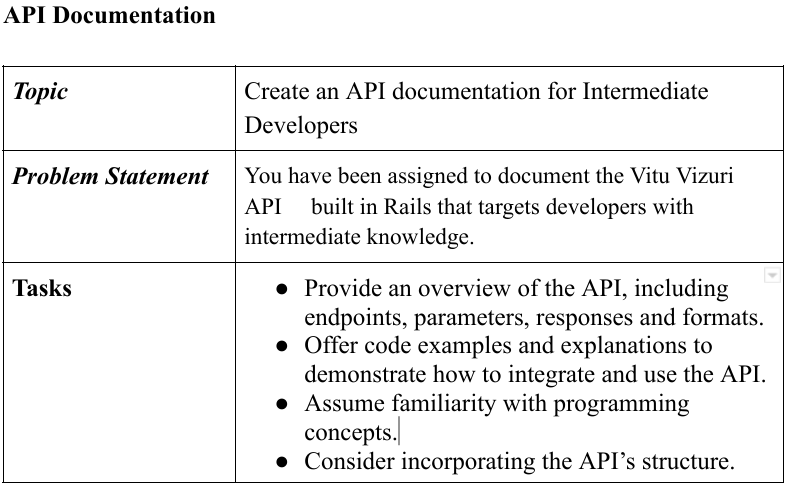 API Documentation
Topic
Create an API documentation for Intermediate
Developers
Problem Statement
You have been assigned to document the Vitu Vizuri
API built in Rails that targets developers with
intermediate knowledge.
Tasks
● Provide an overview of the API, including
endpoints, parameters, responses and formats.
● Offer code examples and explanations to
demonstrate how to integrate and use the API.
● Assume familiarity with programming
concepts.
● Consider incorporating the API’s structure.